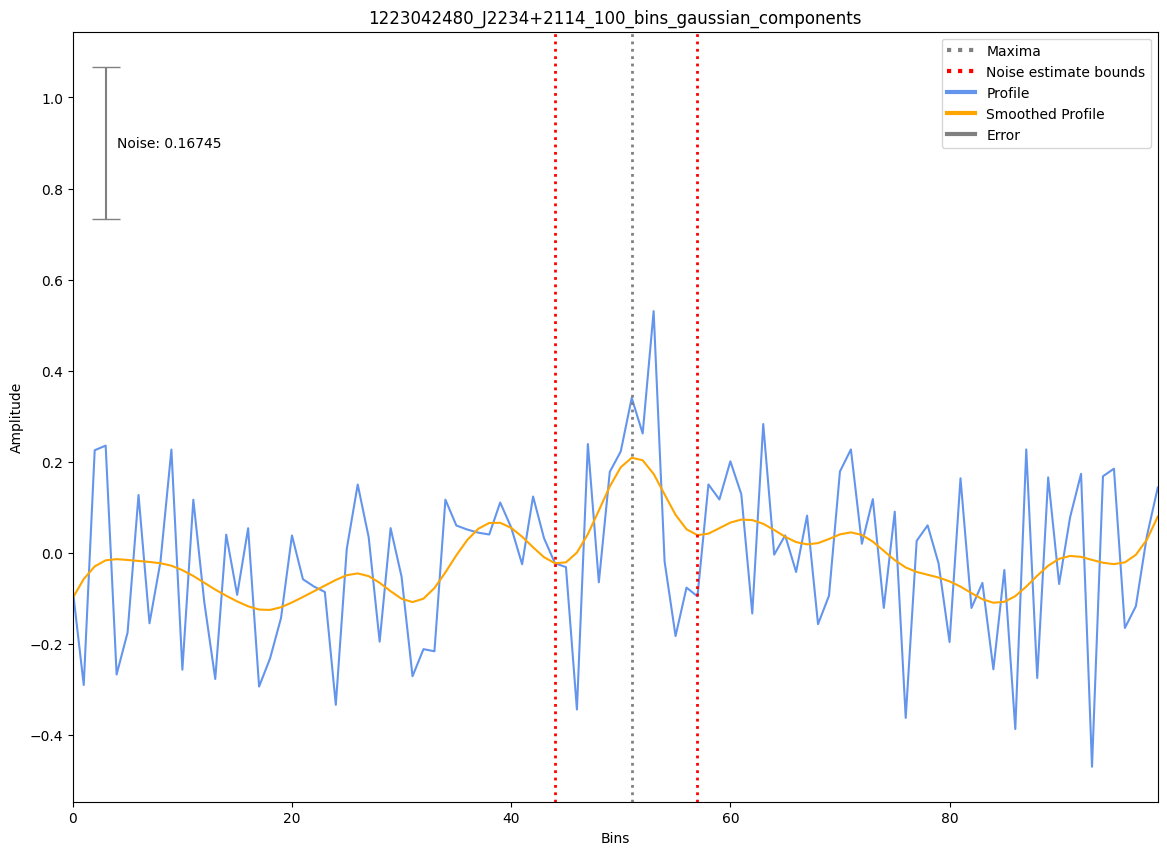 1223042480_J2234+2114_100_bins_gaussian_components
Maxima
Noise estimate bounds
Profile
Smoothed Profile
Error
Noise: 0.16745
Amplitude
1.0
0.8
0.6
0.4
0.2
0.0
−0.2
−0.4
0 20 40 60 80
Bins